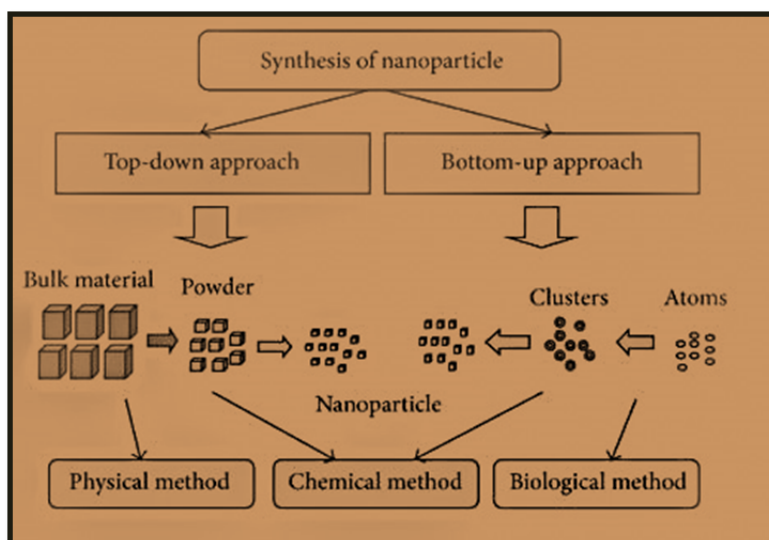 Synthesis of nanoparticle
Top-down approach
Bottom-up approach
Bulk material
Powder
Clusters
Atoms
Nanoparticle
Physical method
Chemical method
Biological method